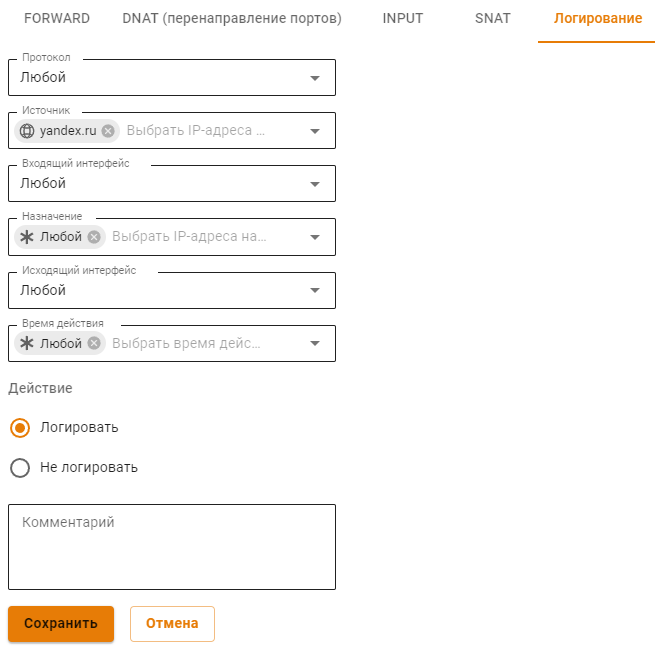 FORWARD DNAT (перенаправление портов) INPUT SNAT Логирование
Протокол
Любой
Источник
yandex.ru Выбрать IP-адреса ...
Входящий интерфейс
Любой
Назначение
Любой Выбрать IP-адреса на...
Исходящий интерфейс
Любой
Время действия
Любой Выбрать время дейс...
Действие
Логировать
Не логировать
Комментарий
Сохранить Отмена